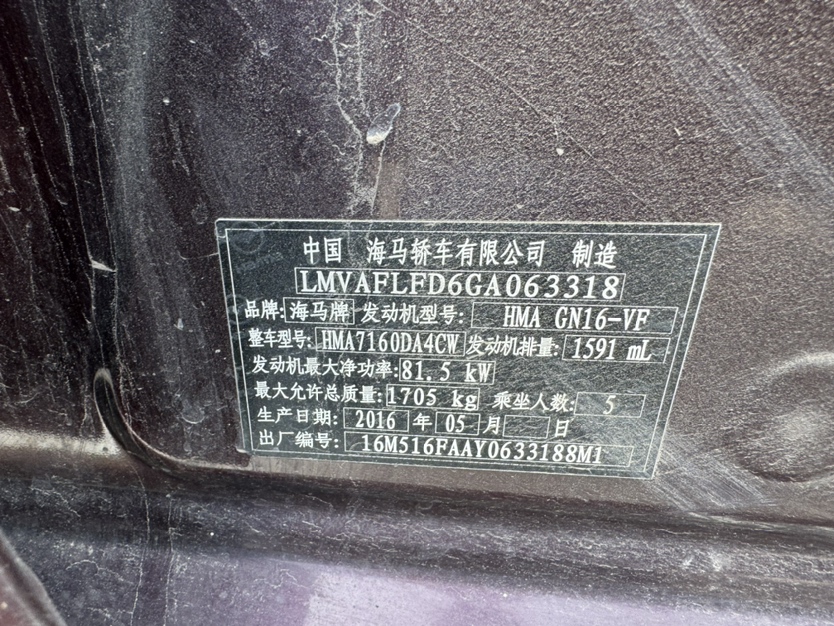 中国 海马轿车有限公司 制造
LMVAFLFD6GA063318
品牌: 海马牌 发动机型号: HMA GN16-VF
整车型号: HMA7160DA4CW 发动机排量: 1591 mL
发动机最大净功率: 81.5 kW
最大允许总质量: 1705 kg 乘坐人数: 5
生产日期: 2016 年 05 月 日
出厂编号: 16M516FAAY0633188M1